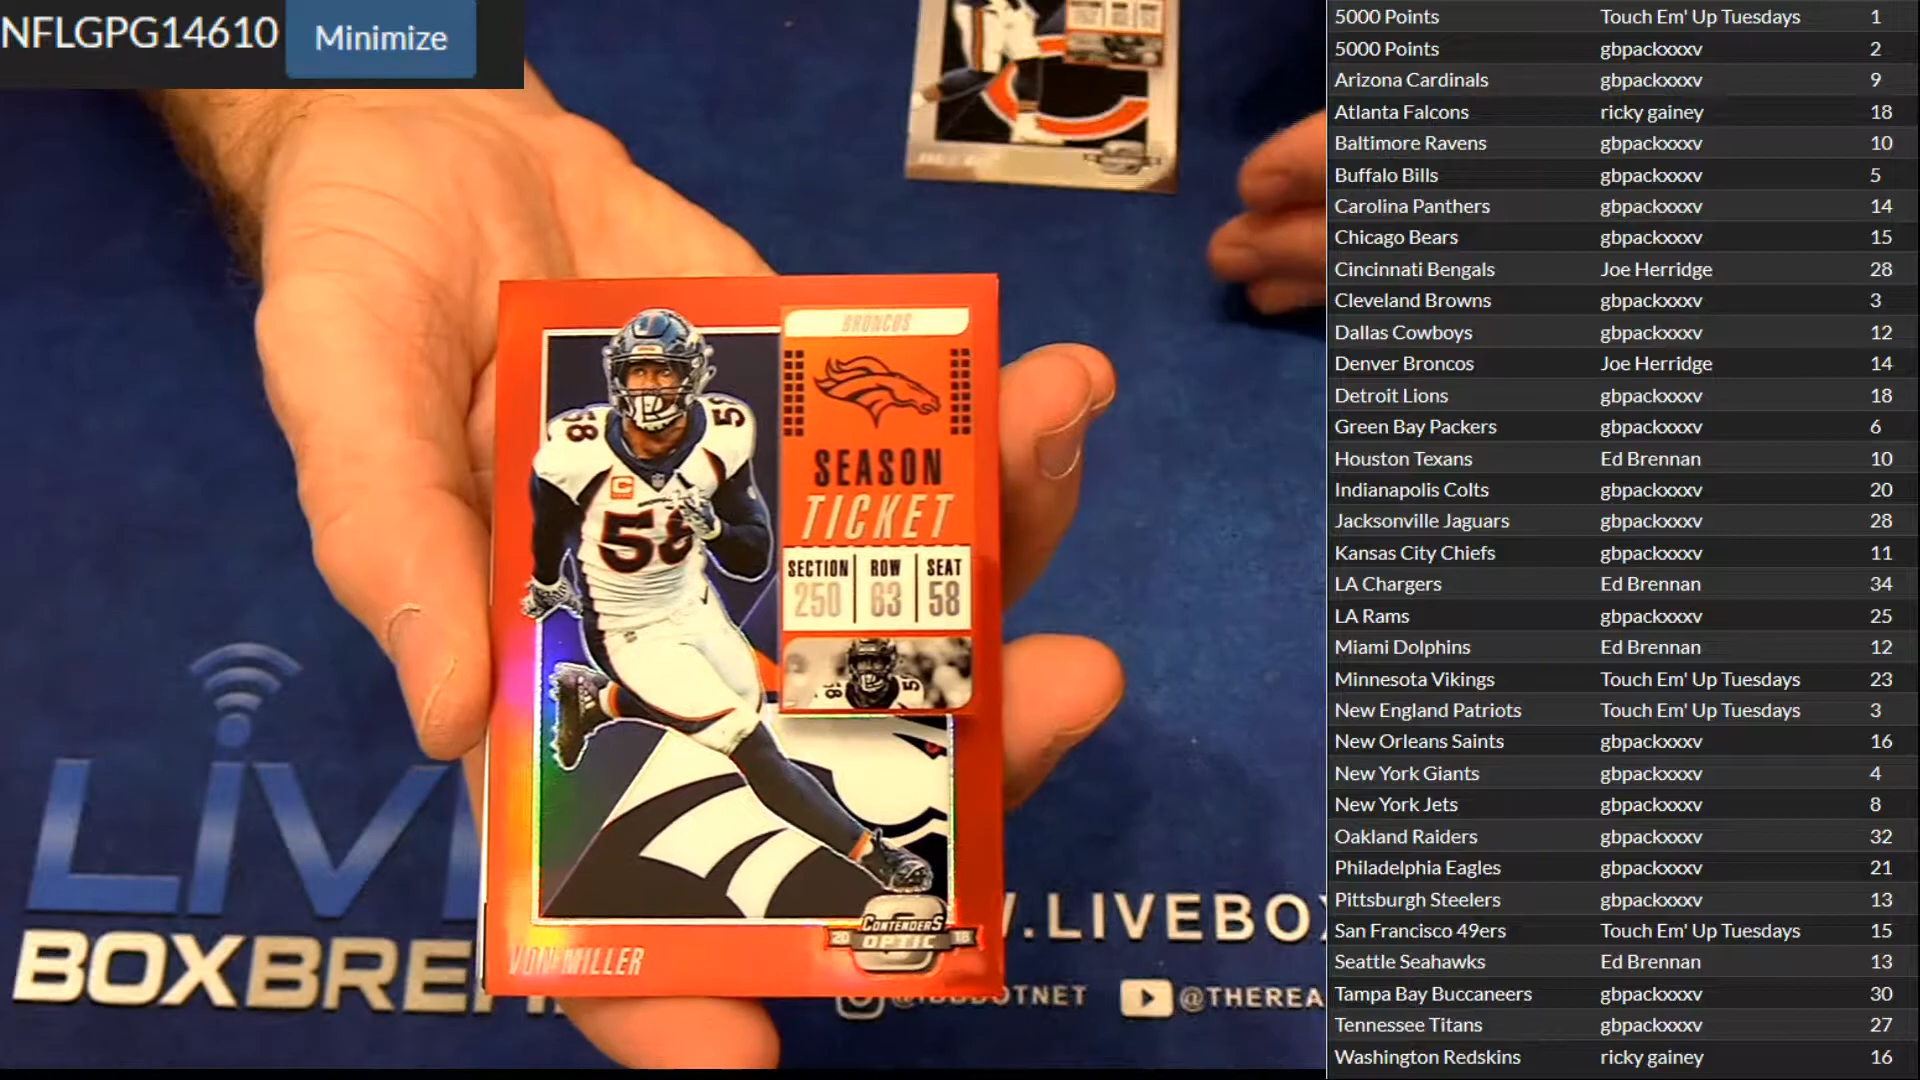 NFLGPG14610 Minimize
BRONCOS
58
58
58
C
SEASON
TICKET
SECTION ROW SEAT
250 63 58
CONTENDERS
20 OPTIC 18
VON MILLER
LIV
BOXBRE
W.LIVEBO
OTNET
@THEREA
5000 Points Touch Em' Up Tuesdays 1
5000 Points gbpackxxxv 2
Arizona Cardinals gbpackxxxv 9
Atlanta Falcons ricky gainey 18
Baltimore Ravens gbpackxxxv 10
Buffalo Bills gbpackxxxv 5
Carolina Panthers gbpackxxxv 14
Chicago Bears gbpackxxxv 15
Cincinnati Bengals Joe Herridge 28
Cleveland Browns gbpackxxxv 3
Dallas Cowboys gbpackxxxv 12
Denver Broncos Joe Herridge 14
Detroit Lions gbpackxxxv 18
Green Bay Packers gbpackxxxv 6
Houston Texans Ed Brennan 10
Indianapolis Colts gbpackxxxv 20
Jacksonville Jaguars gbpackxxxv 28
Kansas City Chiefs gbpackxxxv 11
LA Chargers Ed Brennan 34
LA Rams gbpackxxxv 25
Miami Dolphins Ed Brennan 12
Minnesota Vikings Touch Em' Up Tuesdays 23
New England Patriots Touch Em' Up Tuesdays 3
New Orleans Saints gbpackxxxv 16
New York Giants gbpackxxxv 4
New York Jets gbpackxxxv 8
Oakland Raiders gbpackxxxv 32
Philadelphia Eagles gbpackxxxv 21
Pittsburgh Steelers gbpackxxxv 13
San Francisco 49ers Touch Em' Up Tuesdays 15
Seattle Seahawks Ed Brennan 13
Tampa Bay Buccaneers gbpackxxxv 30
Tennessee Titans gbpackxxxv 27
Washington Redskins ricky gainey 16